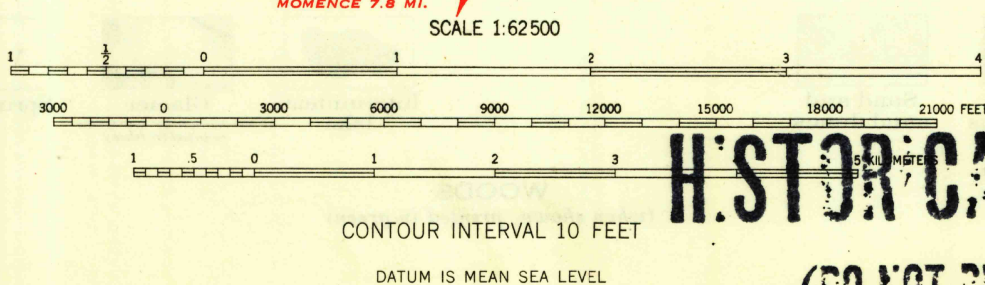 MOMENCE 7.8 MI.
SCALE 1:62500
1 1/2 0 1 2 3 4
3000 0 3000 6000 9000 12000 15000 18000 21000 FEET
1 .5 0 1 2 3 5 KILOMETERS
CONTOUR INTERVAL 10 FEET
DATUM IS MEAN SEA LEVEL